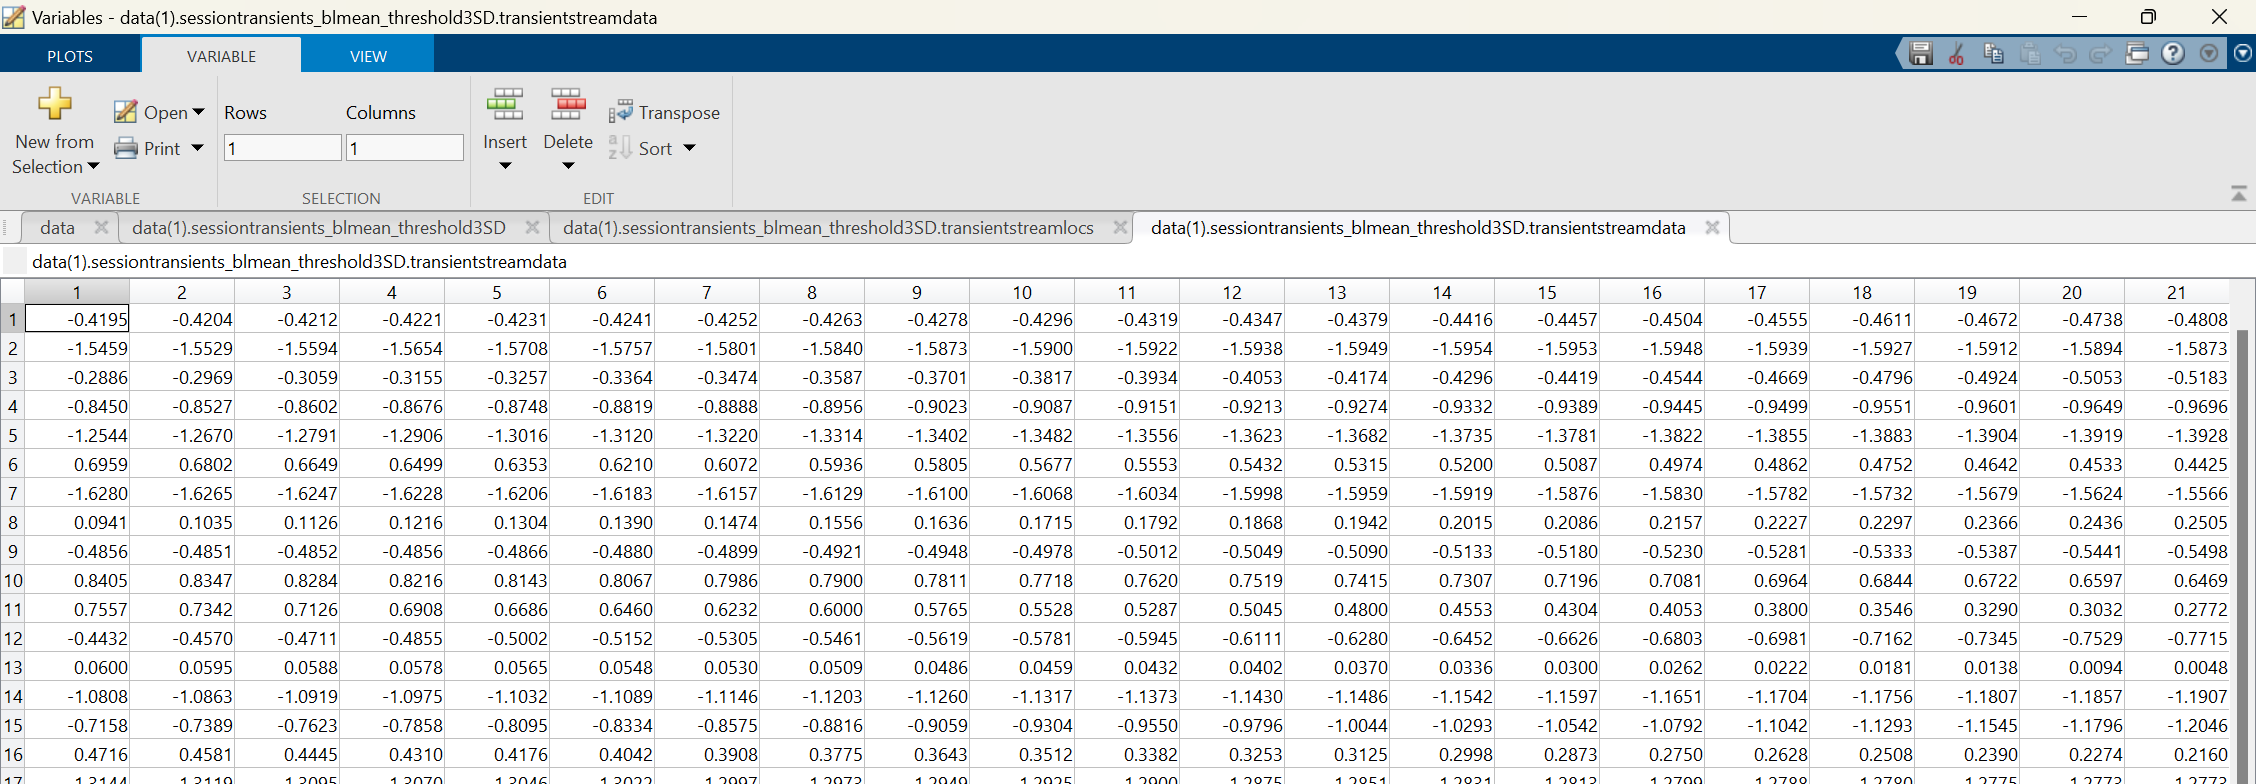 Variables - data(1).sessiontransients_blmean_threshold3SD.transientstreamdata
PLOTS VARIABLE VIEW
New from Selection Open Print Rows Columns Insert Delete Transpose Sort
1 1
VARIABLE SELECTION EDIT
data data(1).sessiontransients_blmean_threshold3SD data(1).sessiontransients_blmean_threshold3SD.transientstreamlocs data(1).sessiontransients_blmean_threshold3SD.transientstreamdata
data(1).sessiontransients_blmean_threshold3SD.transientstreamdata
1 2 3 4 5 6 7 8 9 10 11 12 13 14 15 16 17 18 19 20 21
1 -0.4195 -0.4204 -0.4212 -0.4221 -0.4231 -0.4241 -0.4252 -0.4263 -0.4278 -0.4296 -0.4319 -0.4347 -0.4379 -0.4416 -0.4457 -0.4504 -0.4555 -0.4611 -0.4672 -0.4738 -0.4808
2 -1.5459 -1.5529 -1.5594 -1.5654 -1.5708 -1.5757 -1.5801 -1.5840 -1.5873 -1.5900 -1.5922 -1.5938 -1.5949 -1.5954 -1.5953 -1.5948 -1.5939 -1.5927 -1.5912 -1.5894 -1.5873
3 -0.2886 -0.2969 -0.3059 -0.3155 -0.3257 -0.3364 -0.3474 -0.3587 -0.3701 -0.3817 -0.3934 -0.4053 -0.4174 -0.4296 -0.4419 -0.4544 -0.4669 -0.4796 -0.4924 -0.5053 -0.5183
4 -0.8450 -0.8527 -0.8602 -0.8676 -0.8748 -0.8819 -0.8888 -0.8956 -0.9023 -0.9087 -0.9151 -0.9213 -0.9274 -0.9332 -0.9389 -0.9445 -0.9499 -0.9551 -0.9601 -0.9649 -0.9696
5 -1.2544 -1.2670 -1.2791 -1.2906 -1.3016 -1.3120 -1.3220 -1.3314 -1.3402 -1.3482 -1.3556 -1.3623 -1.3682 -1.3735 -1.3781 -1.3822 -1.3855 -1.3883 -1.3904 -1.3919 -1.3928
6 0.6959 0.6802 0.6649 0.6499 0.6353 0.6210 0.6072 0.5936 0.5805 0.5677 0.5553 0.5432 0.5315 0.5200 0.5087 0.4974 0.4862 0.4752 0.4642 0.4533 0.4425
7 -1.6280 -1.6265 -1.6247 -1.6228 -1.6206 -1.6183 -1.6157 -1.6129 -1.6100 -1.6068 -1.6034 -1.5998 -1.5959 -1.5919 -1.5876 -1.5830 -1.5782 -1.5732 -1.5679 -1.5624 -1.5566
8 0.0941 0.1035 0.1126 0.1216 0.1304 0.1390 0.1474 0.1556 0.1636 0.1715 0.1792 0.1868 0.1942 0.2015 0.2086 0.2157 0.2227 0.2297 0.2366 0.2436 0.2505
9 -0.4856 -0.4851 -0.4852 -0.4856 -0.4866 -0.4880 -0.4899 -0.4921 -0.4948 -0.4978 -0.5012 -0.5049 -0.5090 -0.5133 -0.5180 -0.5230 -0.5281 -0.5333 -0.5387 -0.5441 -0.5498
10 0.8405 0.8347 0.8284 0.8216 0.8143 0.8067 0.7986 0.7900 0.7811 0.7718 0.7620 0.7519 0.7415 0.7307 0.7196 0.7081 0.6964 0.6844 0.6722 0.6597 0.6469
11 0.7557 0.7342 0.7126 0.6908 0.6686 0.6460 0.6232 0.6000 0.5765 0.5528 0.5287 0.5045 0.4800 0.4553 0.4304 0.4053 0.3800 0.3546 0.3290 0.3032 0.2772
12 -0.4432 -0.4570 -0.4711 -0.4855 -0.5002 -0.5152 -0.5305 -0.5461 -0.5619 -0.5781 -0.5945 -0.6111 -0.6280 -0.6452 -0.6626 -0.6803 -0.6981 -0.7162 -0.7345 -0.7529 -0.7715
13 0.0600 0.0595 0.0588 0.0578 0.0565 0.0548 0.0530 0.0509 0.0486 0.0459 0.0432 0.0402 0.0370 0.0336 0.0300 0.0262 0.0222 0.0181 0.0138 0.0094 0.0048
14 -1.0808 -1.0863 -1.0919 -1.0975 -1.1032 -1.1089 -1.1146 -1.1203 -1.1260 -1.1317 -1.1373 -1.1430 -1.1486 -1.1542 -1.1597 -1.1651 -1.1704 -1.1756 -1.1807 -1.1857 -1.1907
15 -0.7158 -0.7389 -0.7623 -0.7858 -0.8095 -0.8334 -0.8575 -0.8816 -0.9059 -0.9304 -0.9550 -0.9796 -1.0044 -1.0293 -1.0542 -1.0792 -1.1042 -1.1293 -1.1545 -1.1796 -1.2046
16 0.4716 0.4581 0.4445 0.4310 0.4176 0.4042 0.3908 0.3775 0.3643 0.3512 0.3382 0.3253 0.3125 0.2998 0.2873 0.2750 0.2628 0.2508 0.2390 0.2274 0.2160